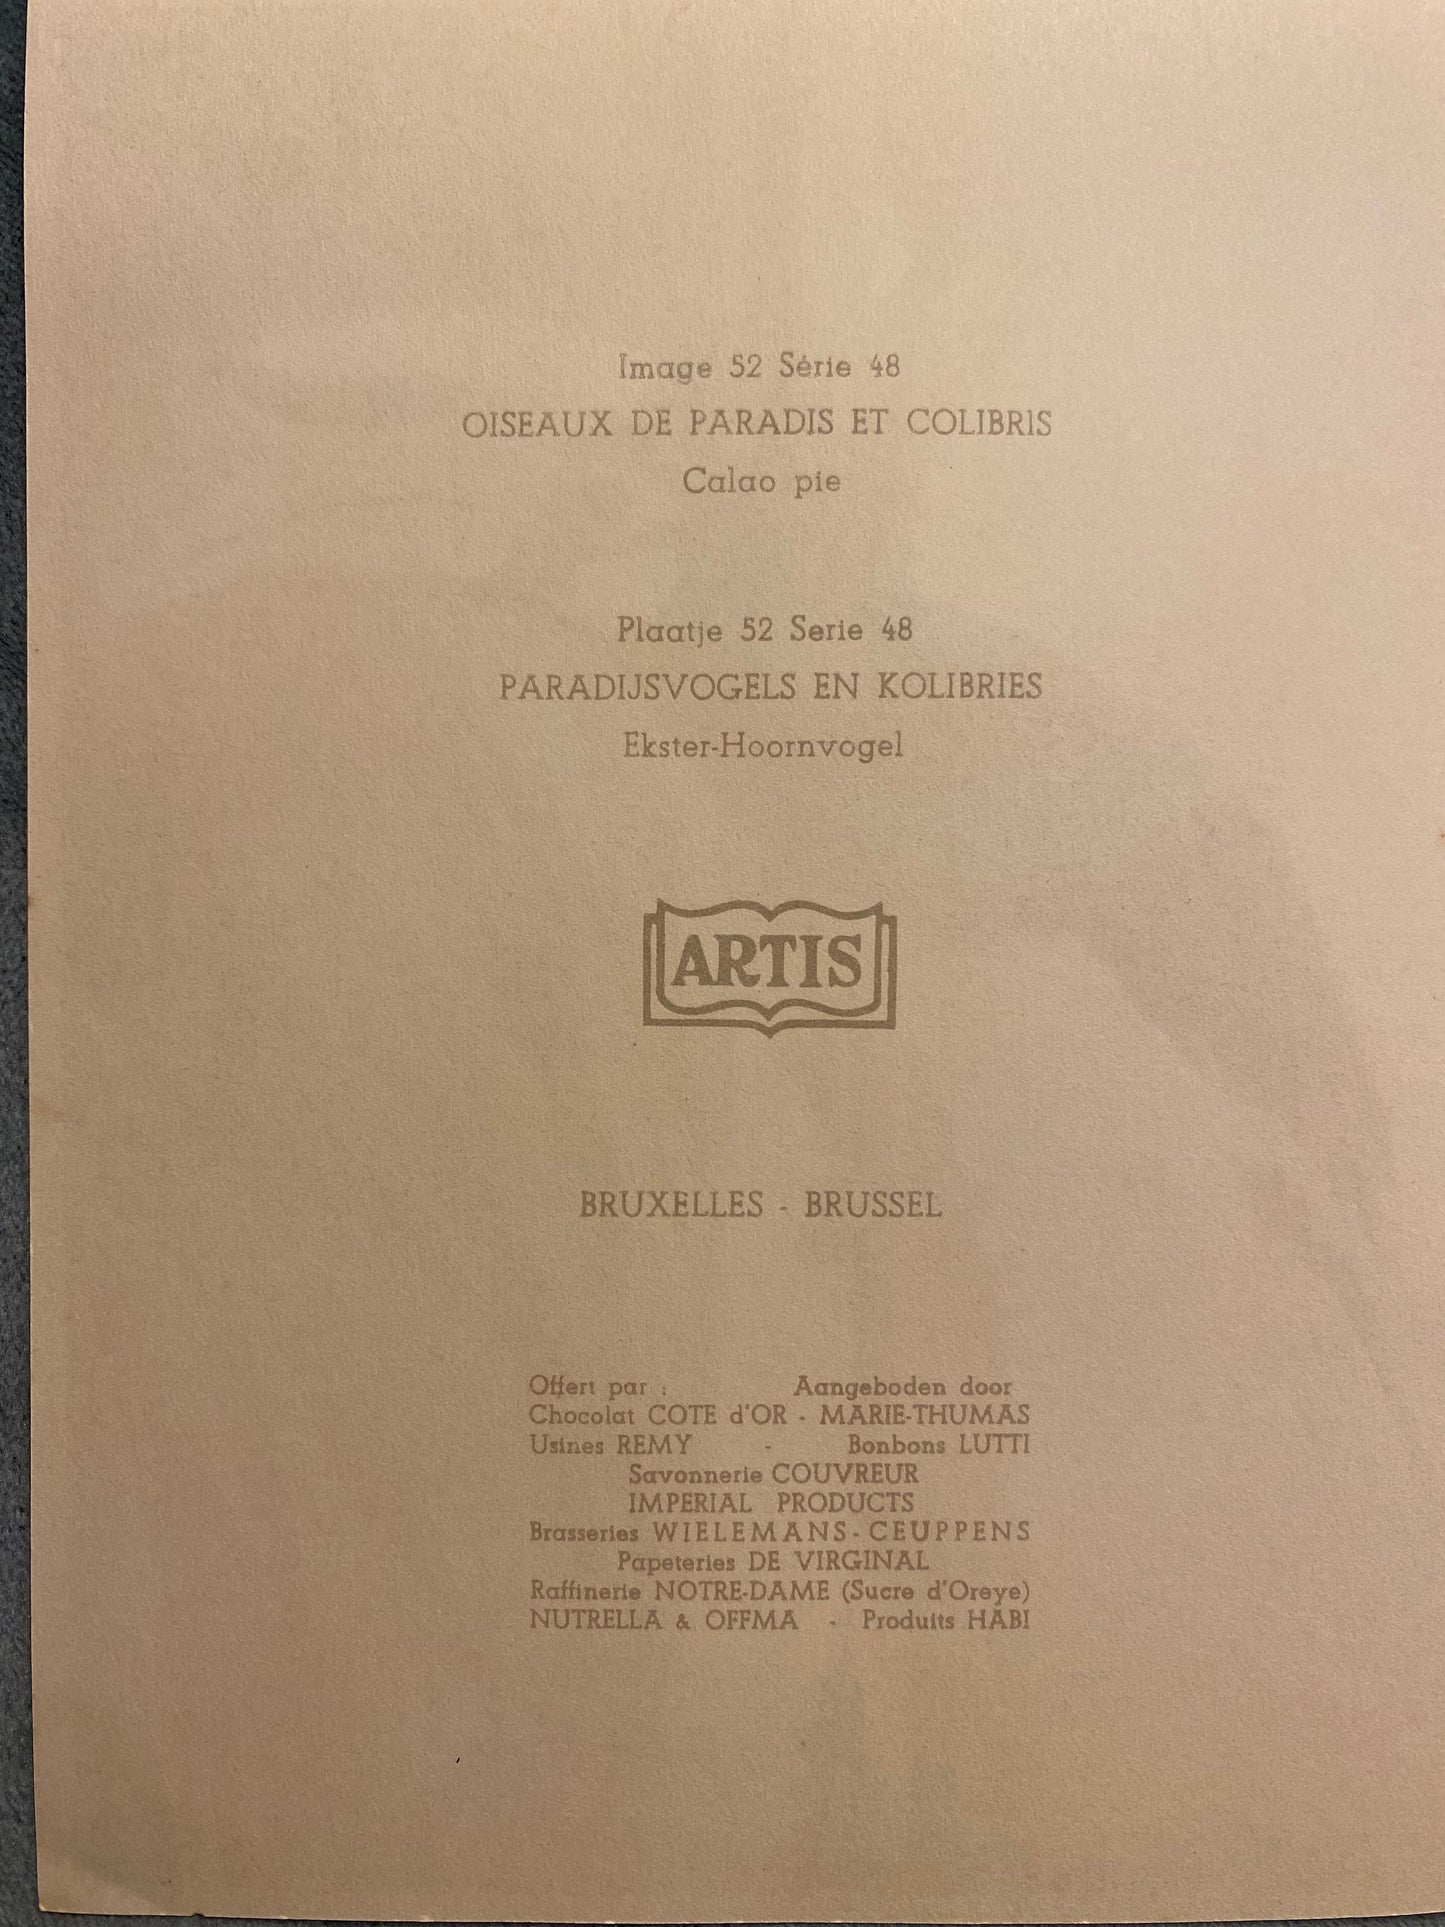 Image 52 Série 48
OISEAUX DE PARADIS ET COLIBRIS
Calao pie
Plaatje 52 Serie 48
PARADIJSVOGELS EN KOLIBRIES
Ekster-Hoornvogel
ARTIS
BRUXELLES - BRUSSEL
Offert par : Aangeboden door
Chocolat COTE d'OR - MARIE-THUMAS
Usines REMY - Bonbons LUTTI
Savonnerie COUVREUR
IMPERIAL PRODUCTS
Brasseries WIELEMANS-CEUPPENS
Papeteries DE VIRGINAL
Raffinerie NOTRE-DAME (Sucre d'Oreye)
NUTRELLA & OFFMA - Produits HABI